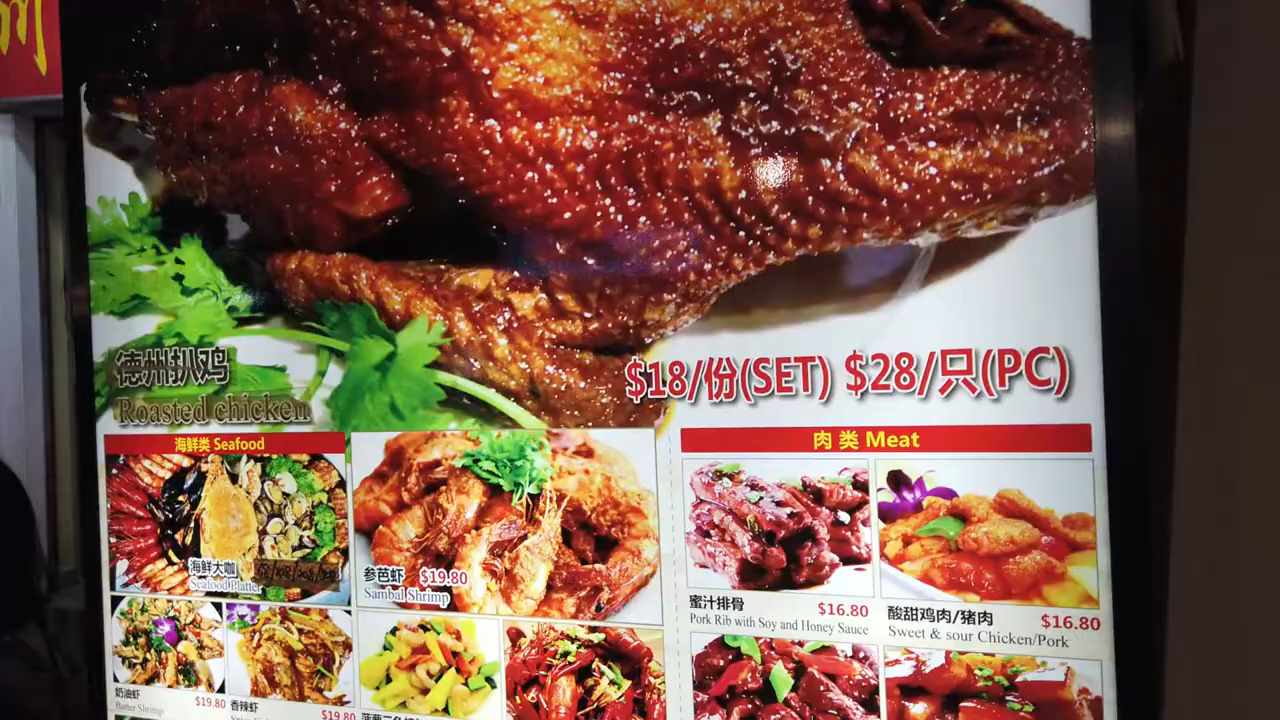 州
德州扒鸡
Roasted chicken
$18/份(SET) $28/只(PC)
海鲜类 Seafood
肉类 Meat
海鲜大咖
Seafood Platter
参芭虾 $19.80
Sambal Shrimp
蜜汁排骨 $16.80
Pork Rib with Soy and Honey Sauce
酸甜鸡肉/猪肉 $16.80
Sweet & sour Chicken/Pork
奶油虾 $19.80
Butter Shrimp
香辣虾 $19.80